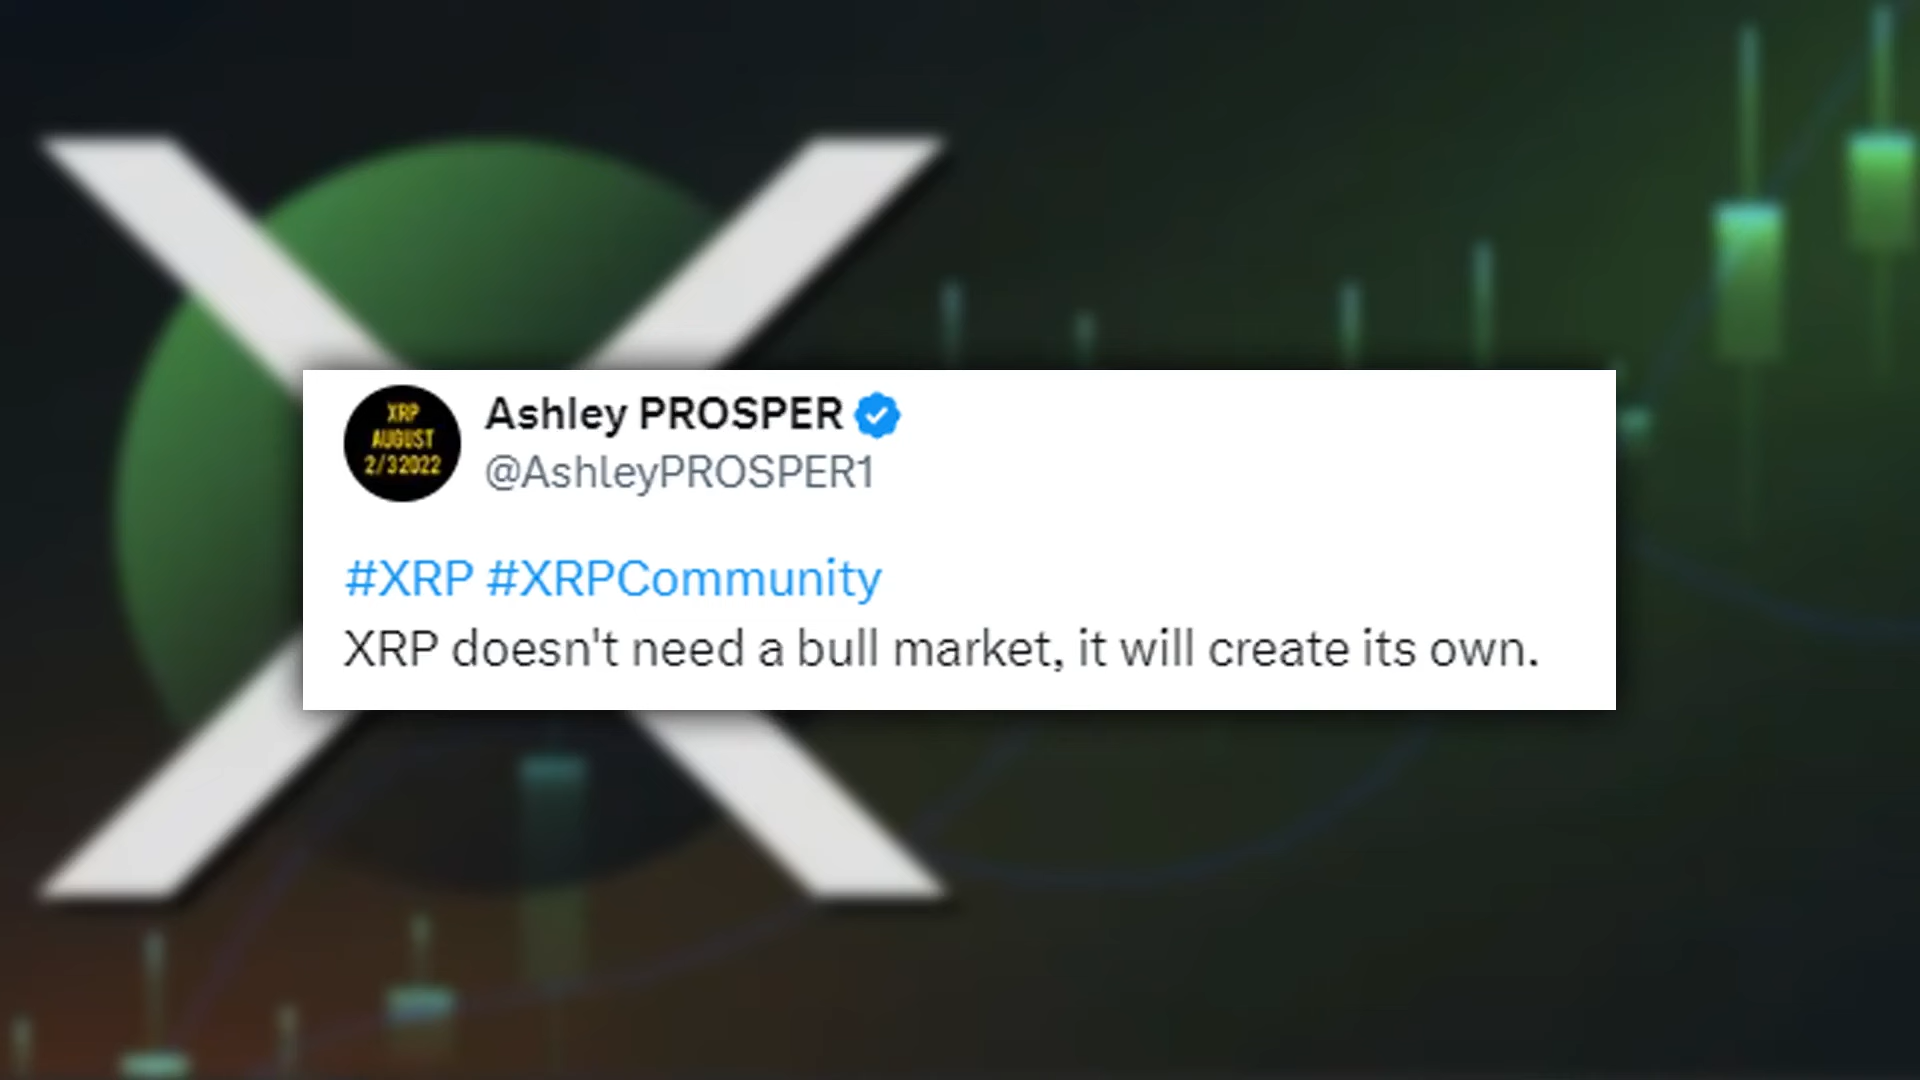 XRP
AUGUST
2/32022
Ashley PROSPER
@AshleyPROSPER1
#XRP #XRPCommunity
XRP doesn't need a bull market, it will create its own.